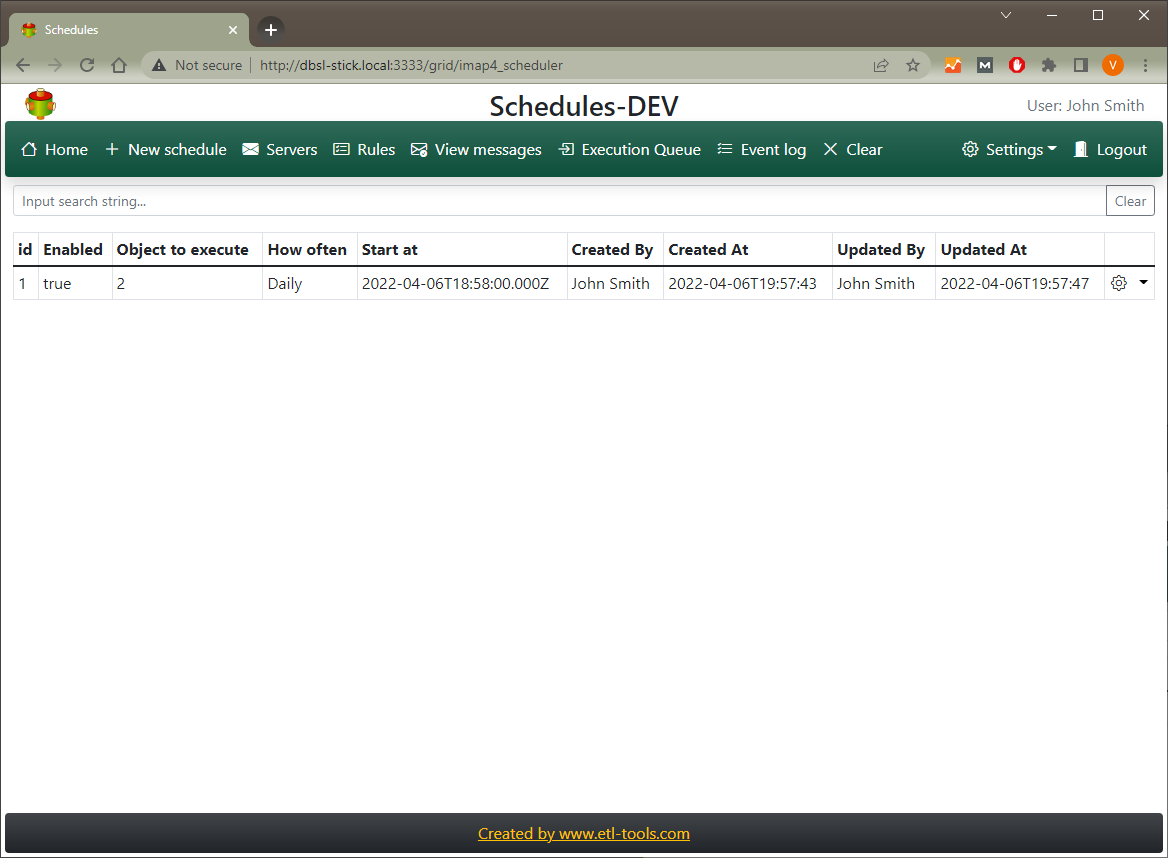 Schedules
Not secure http://dbsl-stick.local:3333/grid/imap4_scheduler M V
Schedules-DEV User: John Smith
Home New schedule Servers Rules View messages Execution Queue Event log Clear Settings Logout
Input search string... Clear
id Enabled Object to execute How often Start at Created By Created At Updated By Updated At
1 true 2 Daily 2022-04-06T18:58:00.000Z John Smith 2022-04-06T19:57:43 John Smith 2022-04-06T19:57:47
Created by www.etl-tools.com